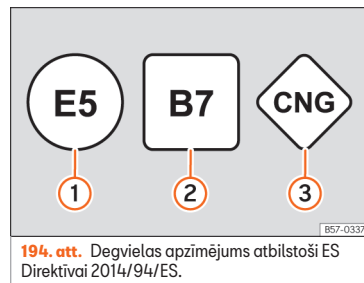 E5 B7 CNG
1 2 3
B57-0337
194. att. Degvielas apzīmējums atbilstoši ES
Direktīvai 2014/94/ES.